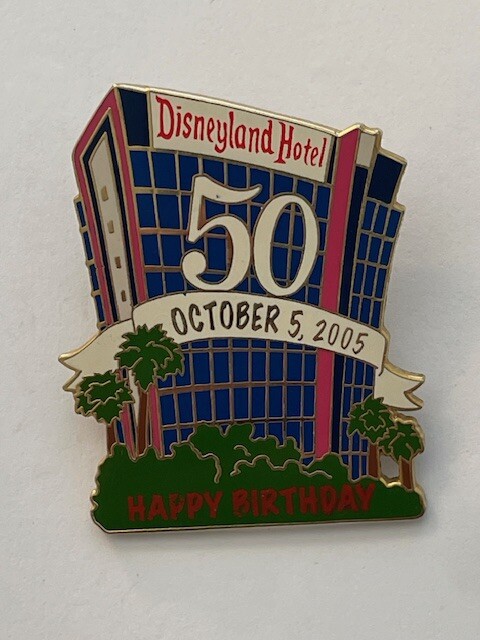 Disneyland Hotel
50
OCTOBER 5, 2005
HAPPY BIRTHDAY